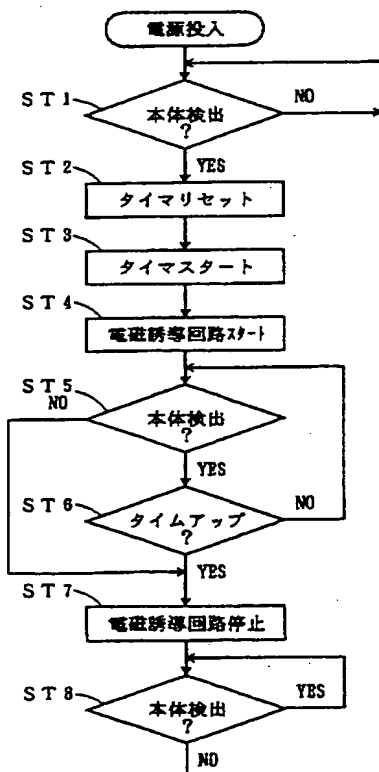 電源投入
ST1
本体検出
?
NO
YES
ST2
タイマリセット
ST3
タイマスタート
ST4
電磁誘導回路スタート
ST5
NO
本体検出
?
YES
ST6
タイムアップ
?
NO
YES
ST7
電磁誘導回路停止
ST8
本体検出
?
YES
NO